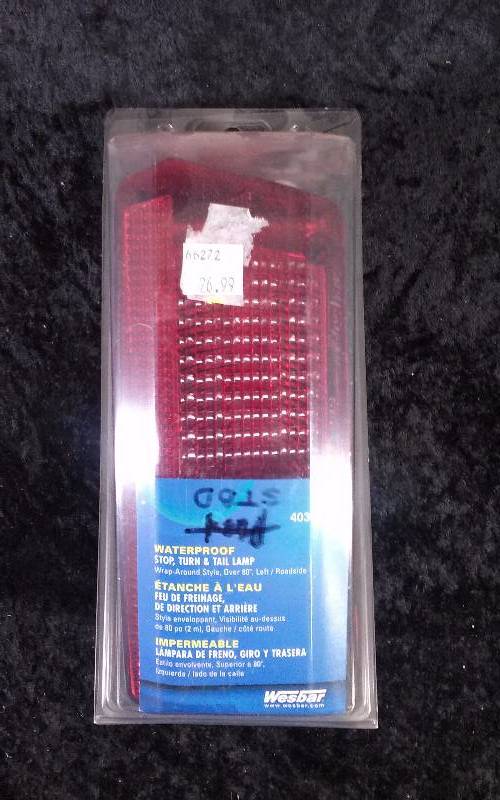 66272
26.99
403
WATERPROOF
STOP, TURN & TAIL LAMP
Wrap-Around Style, Over 80", Left / Roadside
ÉTANCHE À L'EAU
FEU DE FREINAGE,
DE DIRECTION ET ARRIÈRE
Style enveloppant, Visibilité au-dessus
de 80 po (2 m), Gauche / côté route
IMPERMEABLE
LÁMPARA DE FRENO, GIRO Y TRASERA
Estilo envolvente, Superior a 80",
Izquierda / lado de la calle
Wesbar
www.wesbar.com